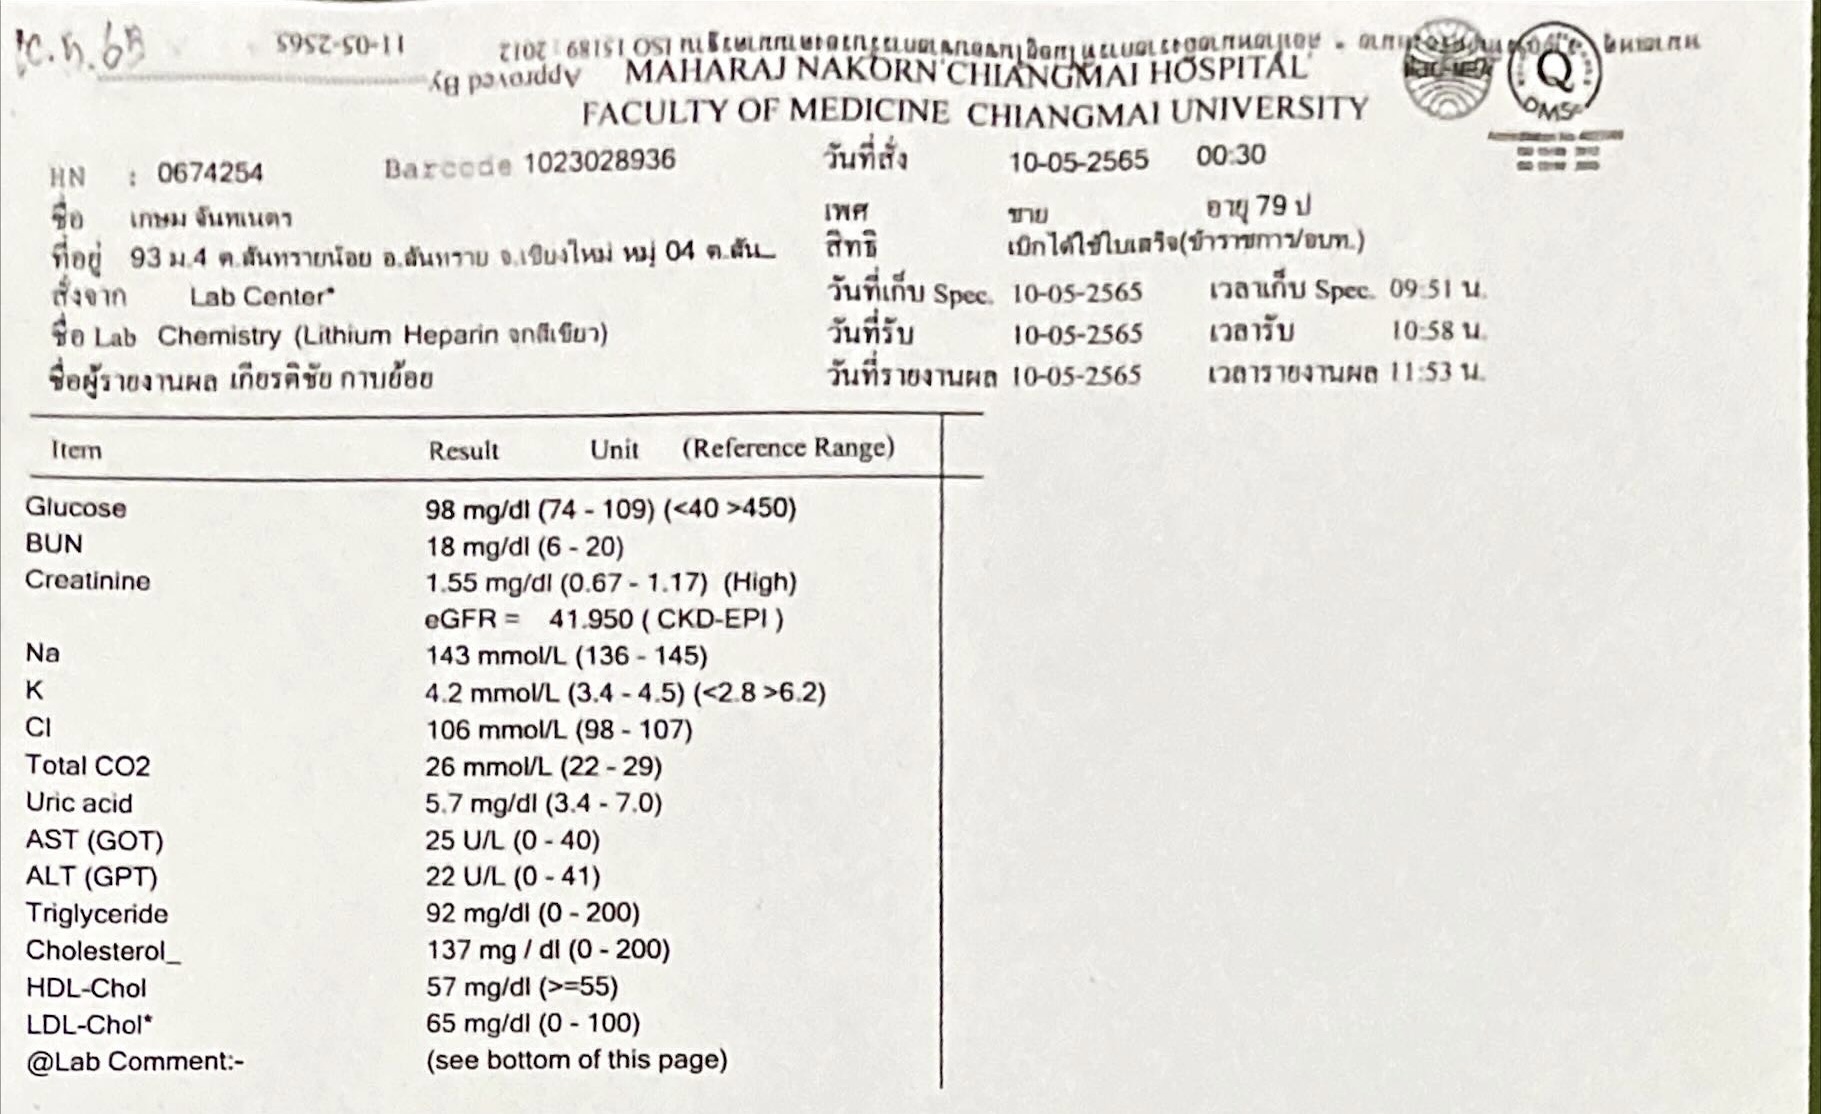 11-05-2565
Approved By
MAHARAJ NAKORN CHIANGMAI HOSPITAL
FACULTY OF MEDICINE CHIANGMAI UNIVERSITY
HN : 0674254 Barcode 1023028936 วันที่สั่ง 10-05-2565 00:30
ชื่อ เกษม จันทเนตร เพศ ชาย อายุ 79 ป
ที่อยู่ 93 ม.4 ต.สันทรายน้อย อ.สันทราย จ.เชียงใหม่ หมู่ 04 ต.สัน... สิทธิ เบิกได้ใช้ใบเสร็จ(ข้าราชการ/อบท.)
สั่งจาก Lab Center* วันที่เก็บ Spec. 10-05-2565 เวลาเก็บ Spec. 09:51 น.
ชื่อ Lab Chemistry (Lithium Heparin จุกสีเขียว) วันที่รับ 10-05-2565 เวลารับ 10:58 น.
ชื่อผู้รายงานผล เกียรติชัย กาบย้อย วันที่รายงานผล 10-05-2565 เวลารายงานผล 11:53 น.
Item Result Unit (Reference Range)
Glucose 98 mg/dl (74 - 109) (<40 >450)
BUN 18 mg/dl (6 - 20)
Creatinine 1.55 mg/dl (0.67 - 1.17) (High)
eGFR = 41.950 ( CKD-EPI )
Na 143 mmol/L (136 - 145)
K 4.2 mmol/L (3.4 - 4.5) (<2.8 >6.2)
Cl 106 mmol/L (98 - 107)
Total CO2 26 mmol/L (22 - 29)
Uric acid 5.7 mg/dl (3.4 - 7.0)
AST (GOT) 25 U/L (0 - 40)
ALT (GPT) 22 U/L (0 - 41)
Triglyceride 92 mg/dl (0 - 200)
Cholesterol_ 137 mg / dl (0 - 200)
HDL-Chol 57 mg/dl (>=55)
LDL-Chol* 65 mg/dl (0 - 100)
@Lab Comment:- (see bottom of this page)